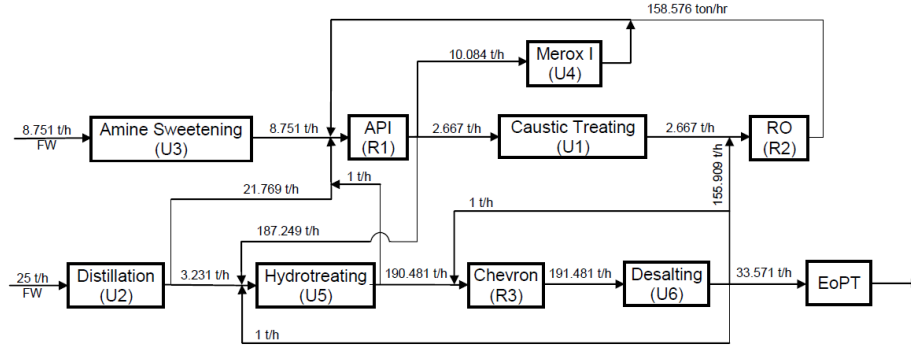 158.576 ton/hr
10.084 t/h
Merox I
(U4)
8.751 t/h
FW
Amine Sweetening
(U3)
8.751 t/h
API
(R1)
2.667 t/h
Caustic Treating
(U1)
2.667 t/h
RO
(R2)
21.769 t/h
1 t/h
155.909 t/h
1 t/h
187.249 t/h
25 t/h
FW
Distillation
(U2)
3.231 t/h
Hydrotreating
(U5)
190.481 t/h
Chevron
(R3)
191.481 t/h
Desalting
(U6)
33.571 t/h
EoPT
1 t/h